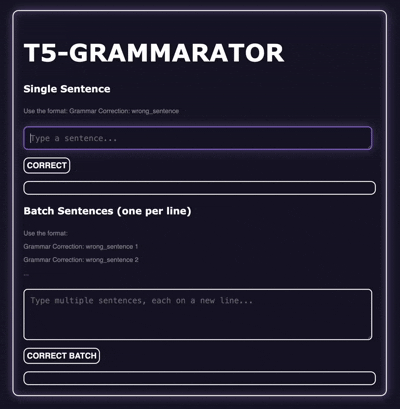 T5-GRAMMARATOR
Single Sentence
Use the format: Grammar Correction: wrong_sentence
Type a sentence...
CORRECT
Batch Sentences (one per line)
Use the format:
Grammar Correction: wrong_sentence 1
Grammar Correction: wrong_sentence 2
...
Type multiple sentences, each on a new line...
CORRECT BATCH